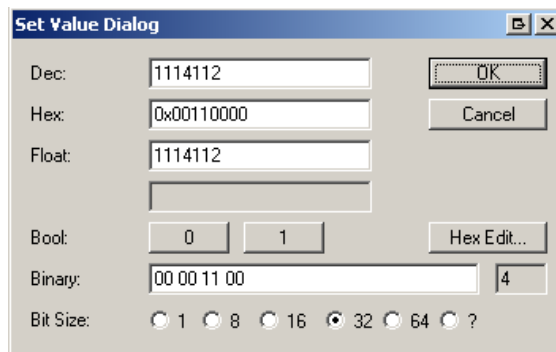 Set Value Dialog
Dec: 1114112 OK
Hex: 0x00110000 Cancel
Float: 1114112
Bool: 0 1 Hex Edit...
Binary: 00 00 11 00 4
Bit Size: 1 8 16 32 64 ?